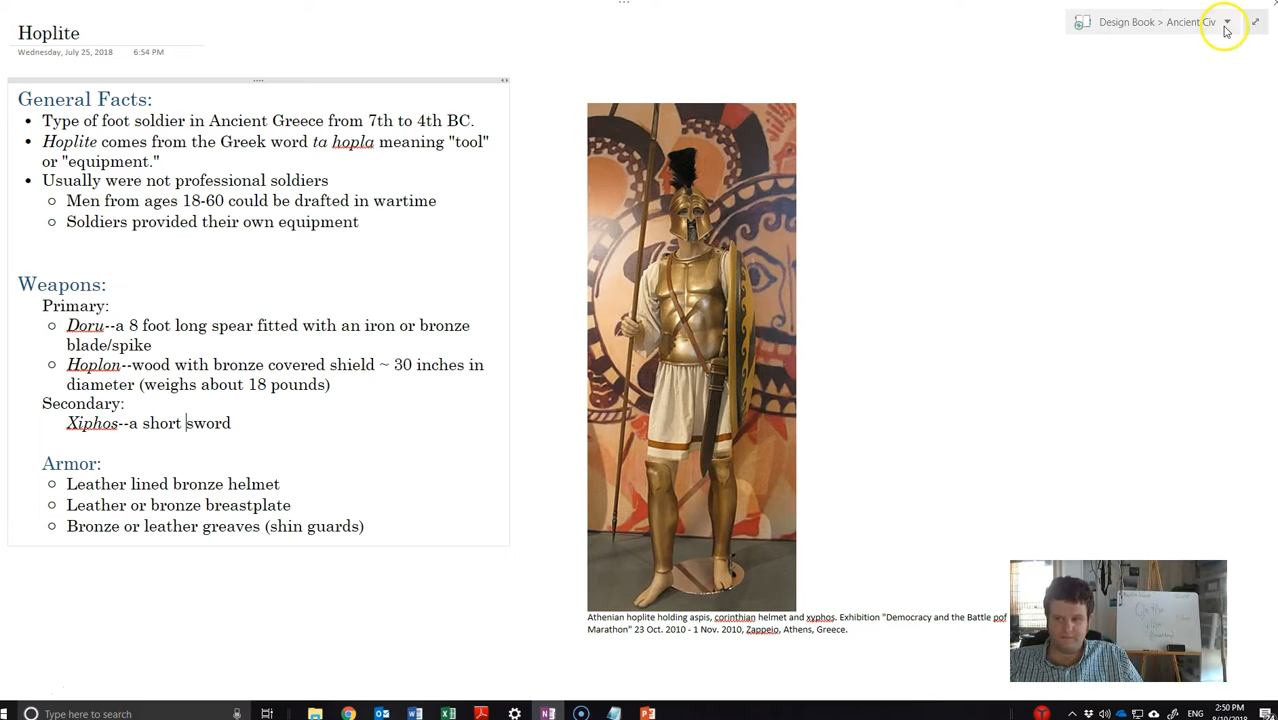 Hoplite
Wednesday, July 25, 2018 6:54 PM
Design Book > Ancient Civ
General Facts:
• Type of foot soldier in Ancient Greece from 7th to 4th BC.
• Hoplite comes from the Greek word ta hopla meaning "tool"
or "equipment."
• Usually were not professional soldiers
○ Men from ages 18-60 could be drafted in wartime
○ Soldiers provided their own equipment
Weapons:
Primary:
○ Doru--a 8 foot long spear fitted with an iron or bronze
blade/spike
○ Hoplon--wood with bronze covered shield ~ 30 inches in
diameter (weighs about 18 pounds)
Secondary:
Xiphos--a short sword
Armor:
○ Leather lined bronze helmet
○ Leather or bronze breastplate
○ Bronze or leather greaves (shin guards)
Athenian hoplite holding aspis, corinthian helmet and xyphos. Exhibition "Democracy and the Battle pof
Marathon" 23 Oct. 2010 - 1 Nov. 2010, Zappeio, Athens, Greece.
Type here to search
ENG
2:50 PM
8/10/2018